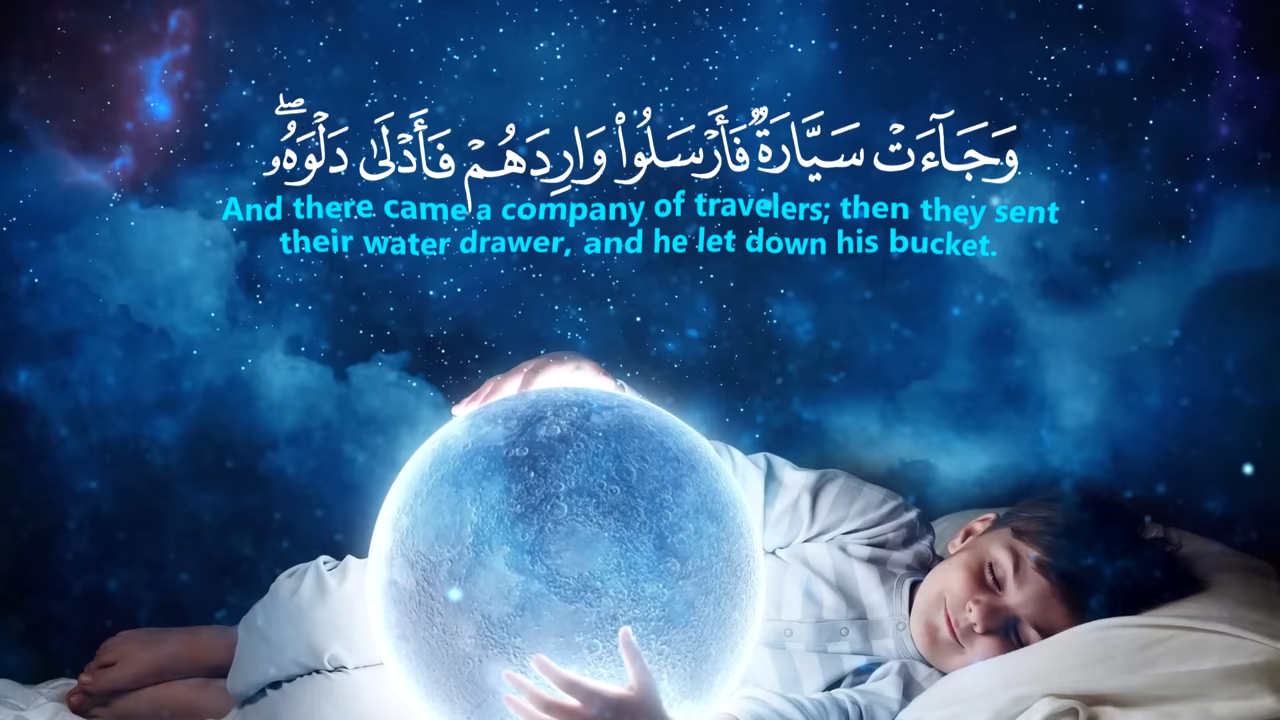 وَجَآءَتۡ سَيَّارَةٞ فَأَرۡسَلُواْ وَارِدَهُمۡ فَأَدۡلَىٰ دَلۡوَهُۥۖ
And there came a company of travelers; then they sent
their water drawer, and he let down his bucket.